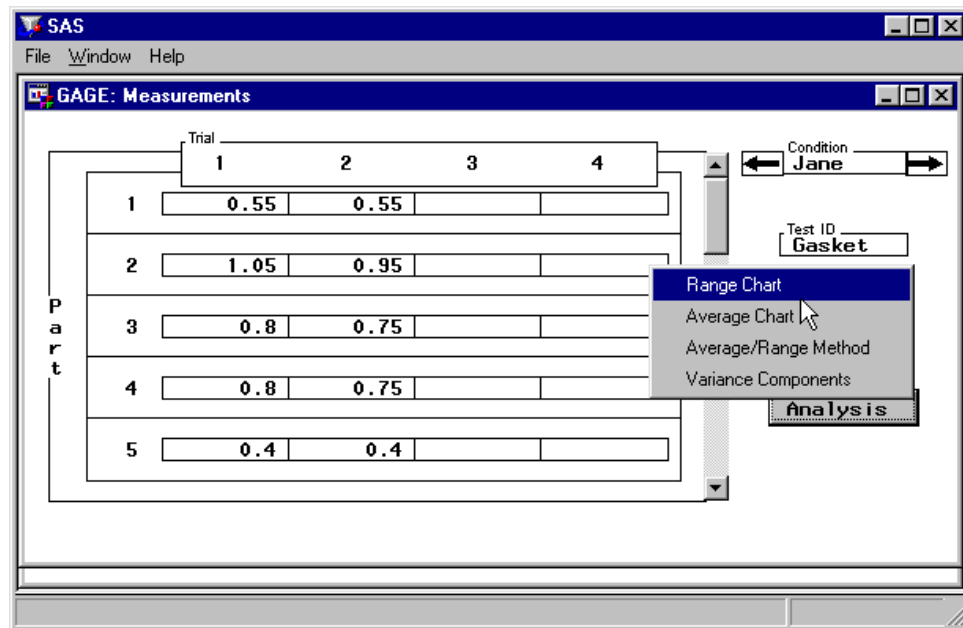 SAS
File Window Help
GAGE: Measurements
Trial
1 2 3 4
Condition
Jane
Test ID
Gasket
Part
1 0.55 0.55
2 1.05 0.95
3 0.8 0.75
4 0.8 0.75
5 0.4 0.4
Range Chart
Average Chart
Average/Range Method
Variance Components
Analysis